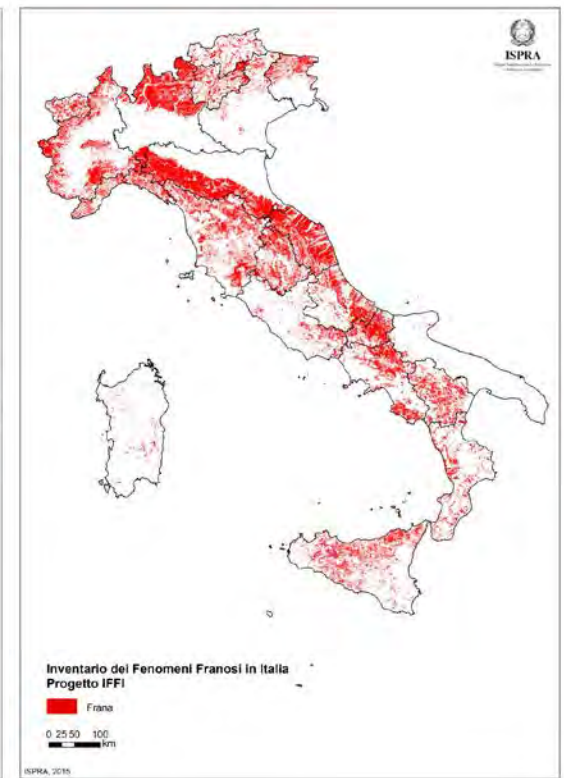 ISPRA
Inventario dei Fenomeni Franosi in Italia
Progetto IFFI
Frana
0 25 50 100
km
ISPRA, 2015